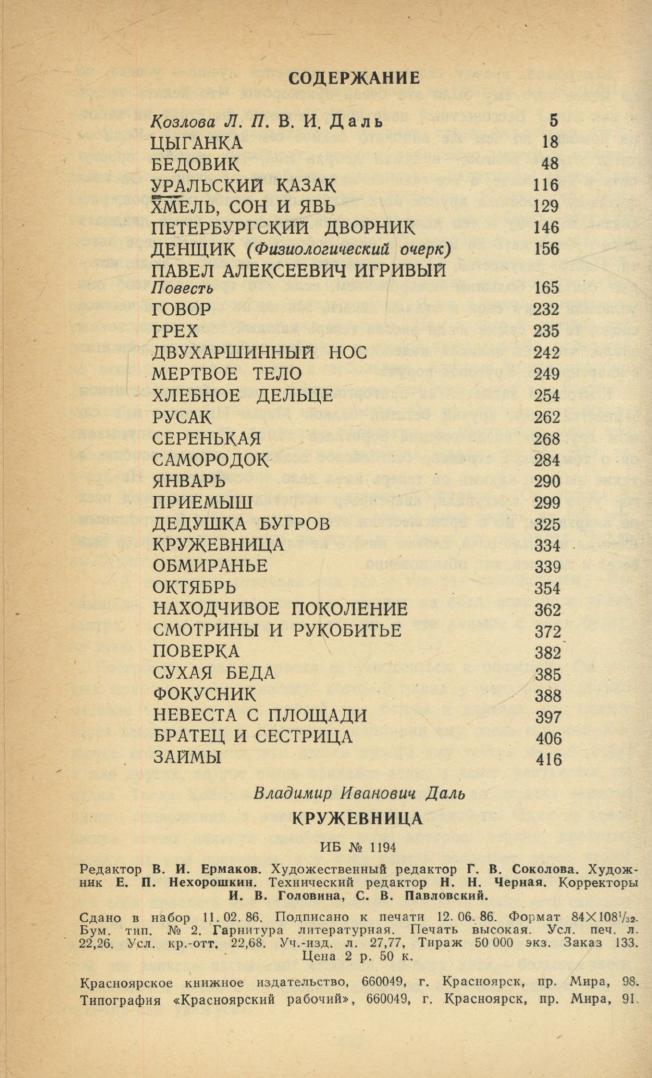 СОДЕРЖАНИЕ
Козлова Л. П. В. И. Даль 5
ЦЫГАНКА 18
БЕДОВИК 48
УРАЛЬСКИЙ КАЗАК 116
ХМЕЛЬ, СОН И ЯВЬ 129
ПЕТЕРБУРГСКИЙ ДВОРНИК 146
ДЕНЩИК (Физиологический очерк) 156
ПАВЕЛ АЛЕКСЕЕВИЧ ИГРИВЫЙ
Повесть 165
ГОВОР 232
ГРЕХ 235
ДВУХАРШИННЫЙ НОС 242
МЕРТВОЕ ТЕЛО 249
ХЛЕБНОЕ ДЕЛЬЦЕ 254
РУСАК 262
СЕРЕНЬКАЯ 268
САМОРОДОК 284
ЯНВАРЬ 290
ПРИЕМЫШ 299
ДЕДУШКА БУГРОВ 325
КРУЖЕВНИЦА 334
ОБМИРАНЬЕ 339
ОКТЯБРЬ 354
НАХОДЧИВОЕ ПОКОЛЕНИЕ 362
СМОТРИНЫ И РУКОБИТЬЕ 372
ПОВЕРКА 382
СУХАЯ БЕДА 385
ФОКУСНИК 388
НЕВЕСТА С ПЛОЩАДИ 397
БРАТЕЦ И СЕСТРИЦА 406
ЗАЙМЫ 416
Владимир Иванович Даль
КРУЖЕВНИЦА
ИБ № 1194
Редактор В. И. Ермаков. Художественный редактор Г. В. Соколова. Худож-
ник Е. П. Нехорошкин. Технический редактор Н. Н. Черная. Корректоры
И. В. Головина, С. В. Павловский.
Сдано в набор 11.02.86. Подписано к печати 12.06.86. Формат 84×108¹/₃₂.
Бум. тип. № 2. Гарнитура литературная. Печать высокая. Усл. печ. л.
22,26. Усл. кр.-отт. 22,68. Уч.-изд. л. 27,77, Тираж 50 000 экз. Заказ 133.
Цена 2 р. 50 к.
Красноярское книжное издательство, 660049, г. Красноярск, пр. Мира, 98.
Типография «Красноярский рабочий», 660049, г. Красноярск, пр. Мира, 91.